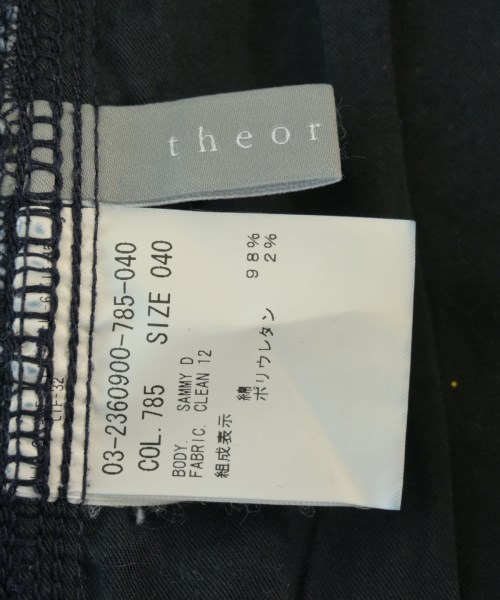 theor
03-2360900-785-040
COL. 785 SIZE 040
BODY. SAMMY D
FABRIC. CLEAN 12
組成表示
綿 98%
ポリウレタン 2%